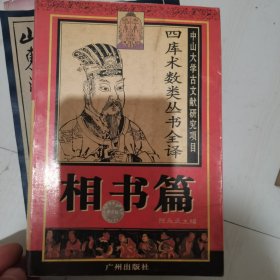 中山大学古文献研究项目
四库术数类丛书全译
相书篇
广州出版社